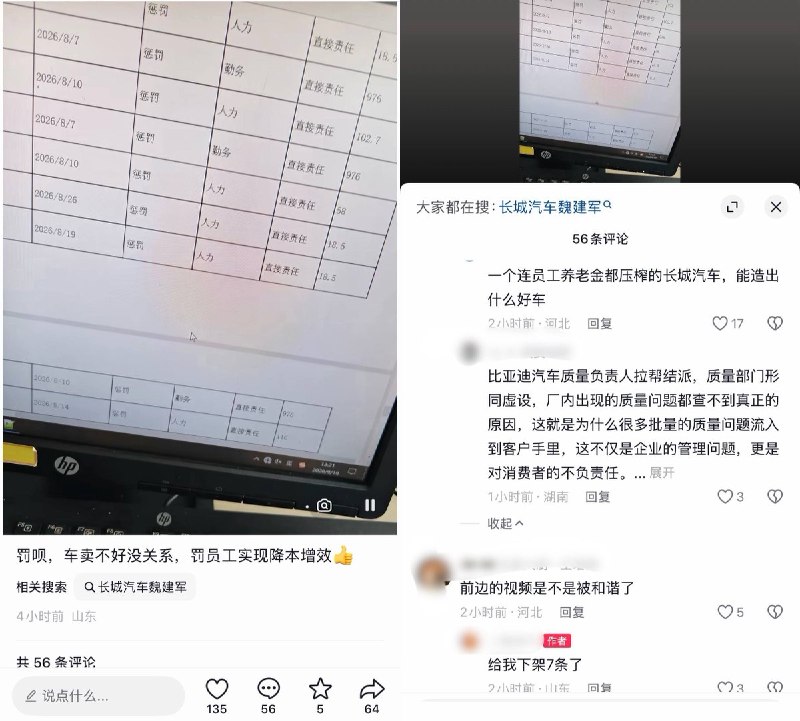 惩罚
人力
直接责任
18.5
2026/8/7
惩罚
勤务
直接责任
976
2026/8/10
惩罚
人力
直接责任
162.7
2026/8/7
惩罚
勤务
直接责任
976
2026/8/10
惩罚
人力
直接责任
58
2026/8/26
惩罚
人力
直接责任
18.5
2026/8/19
惩罚
人力
直接责任
18.5
惩罚
勤务
直接责任
976
2026/8/14
惩罚
人力
直接责任
13:21
hp
罚呗，车卖不好没关系，罚员工实现降本增效👍
相关搜索
长城汽车魏建军
4小时前 山东
共 56 条评论
说点什么...
135
56
5
64
大家都在搜：长城汽车魏建军
56条评论
一个连员工养老金都压榨的长城汽车，能造出
什么好车
2小时前·河北 回复
17
比亚迪汽车质量负责人拉帮结派，质量部门形
同虚设，厂内出现的质量问题都查不到真正的
原因，这就是为什么很多批量的质量问题流入
到客户手里，这不仅是企业的管理问题，更是
对消费者的不负责任。... 展开
1小时前·湖南 回复
3
收起
前边的视频是不是被和谐了
2小时前·河北 回复
5
作者
给我下架7条了
2小时前·山东 回复
3